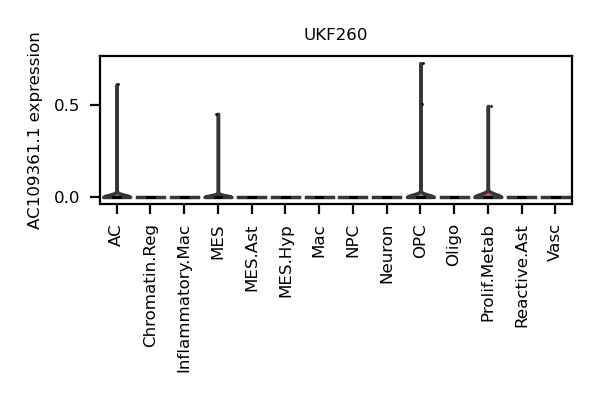 UKF260
AC109361.1 expression
0.5
0.0
AC
Chromatin.Reg
Inflammatory.Mac
MES
MES.Ast
MES.Hyp
Mac
NPC
Neuron
OPC
Oligo
Prolif.Metab
Reactive.Ast
Vasc